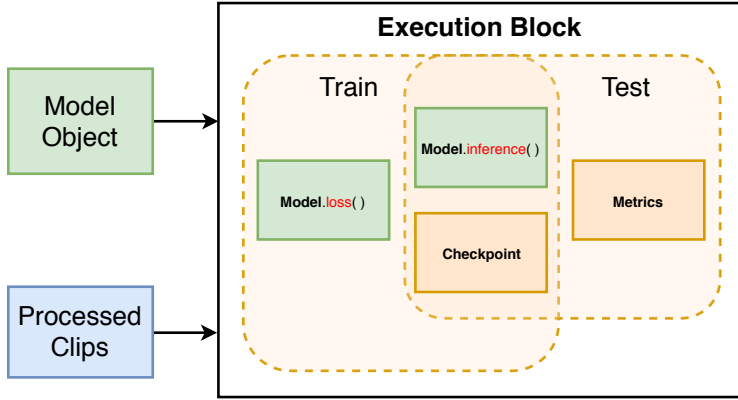 Execution Block
Train
Test
Model
Object
Model.inference( )
Model.loss( )
Metrics
Checkpoint
Processed
Clips